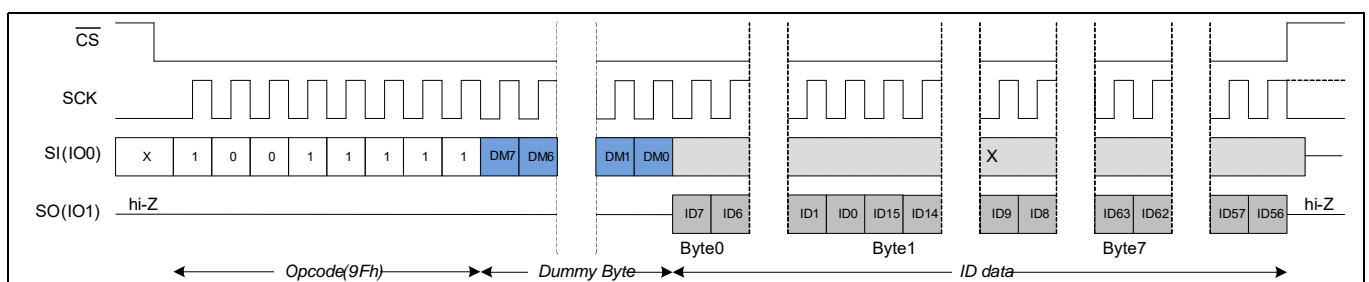 CS
SCK
SI(IO0) X 1 0 0 1 1 1 1 1 DM7 DM6 DM1 DM0 X
SO(IO1) hi-Z ID7 ID6 ID1 ID0 ID15 ID14 ID9 ID8 ID63 ID62 ID57 ID56 hi-Z
Byte0 Byte1 Byte7
Opcode(9Fh) Dummy Byte ID data